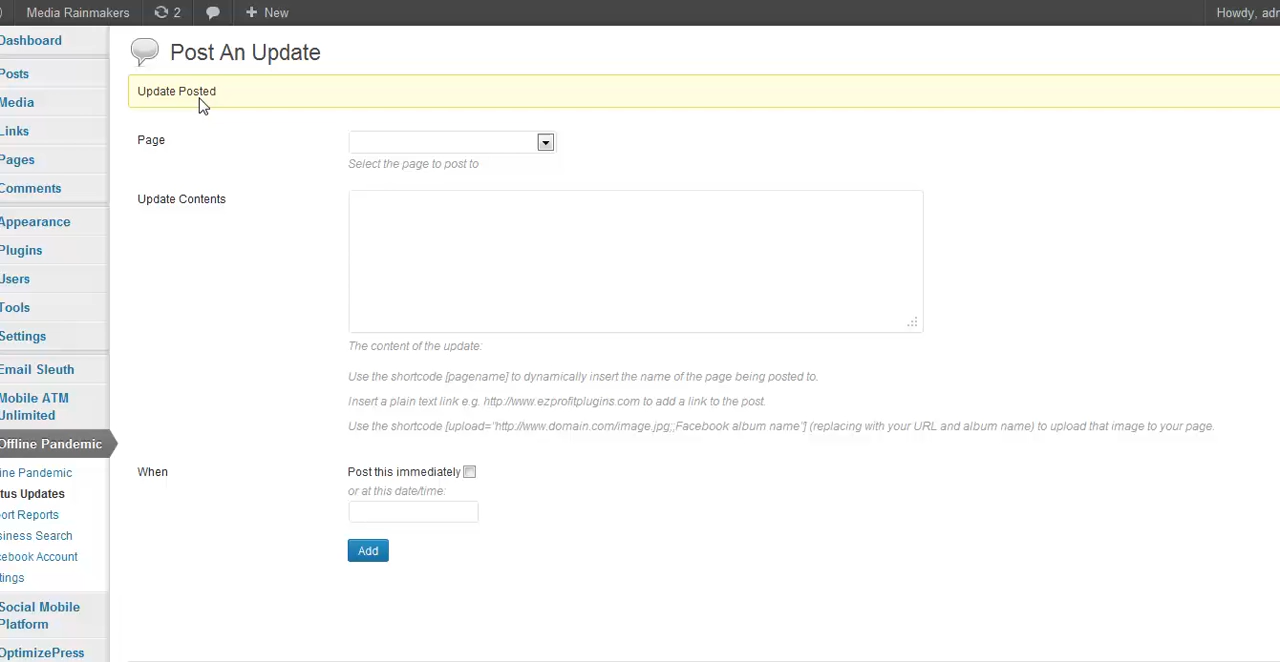 Media Rainmakers 2 + New Howdy, adr
Dashboard
Posts
Media
Links
Pages
Comments
Appearance
Plugins
Users
Tools
Settings
Email Sleuth
Mobile ATM
Unlimited
Offline Pandemic
ine Pandemic
tus Updates
ort Reports
siness Search
cebook Account
tings
Social Mobile
Platform
OptimizePress
Post An Update
Update Posted
Page
Select the page to post to
Update Contents
The content of the update:
Use the shortcode [pagename] to dynamically insert the name of the page being posted to.
Insert a plain text link e.g. http://www.ezprofitplugins.com to add a link to the post.
Use the shortcode [upload='http://www.domain.com/image.jpg;;Facebook album name'] (replacing with your URL and album name) to upload that image to your page.
When
Post this immediately
or at this date/time:
Add